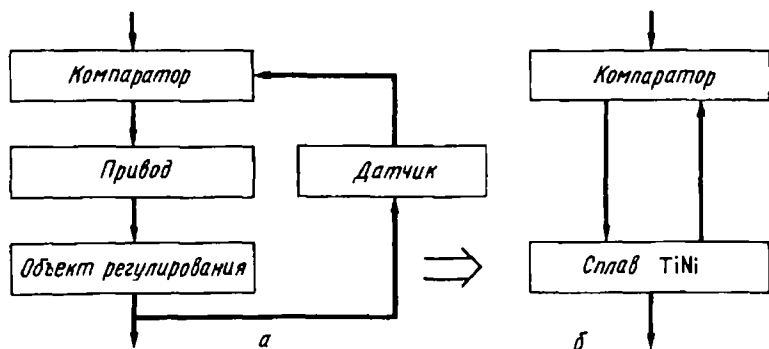 Компаратор
Привод
Датчик
Объект регулирования
а
Компаратор
Сплав TiNi
б